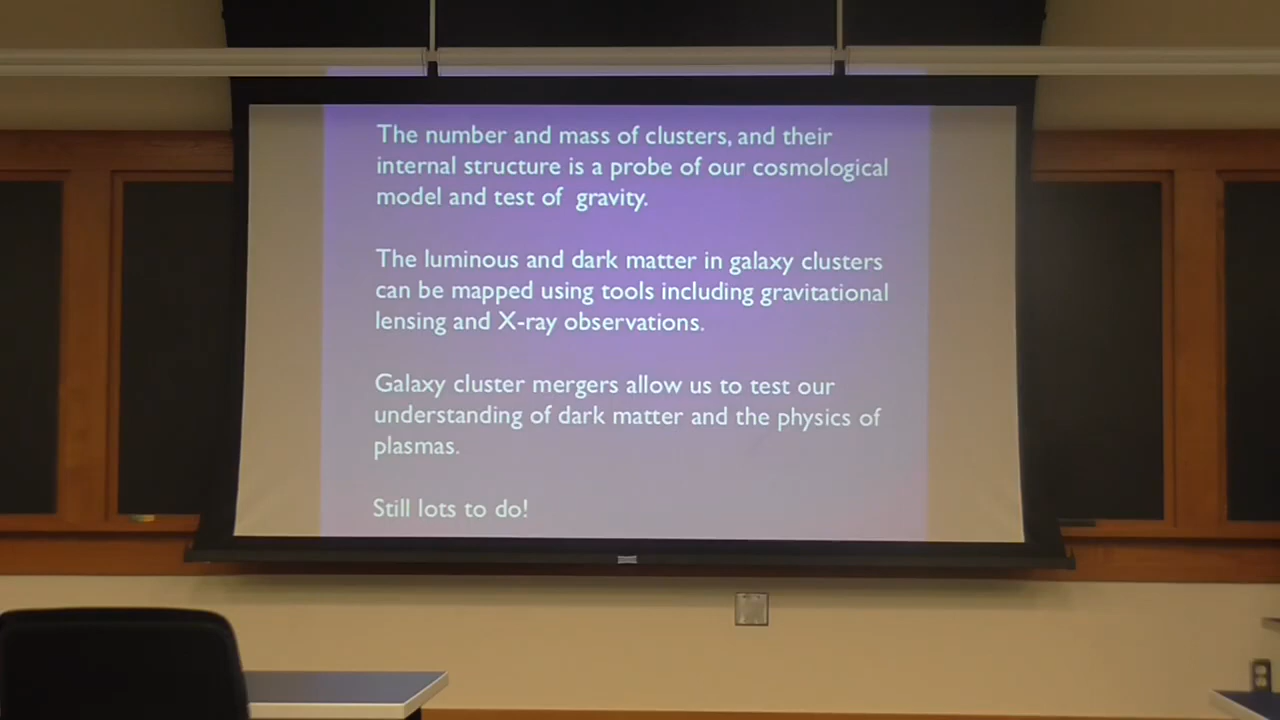 The number and mass of clusters, and their
internal structure is a probe of our cosmological
model and test of gravity.
The luminous and dark matter in galaxy clusters
can be mapped using tools including gravitational
lensing and X-ray observations.
Galaxy cluster mergers allow us to test our
understanding of dark matter and the physics of
plasmas.
Still lots to do!